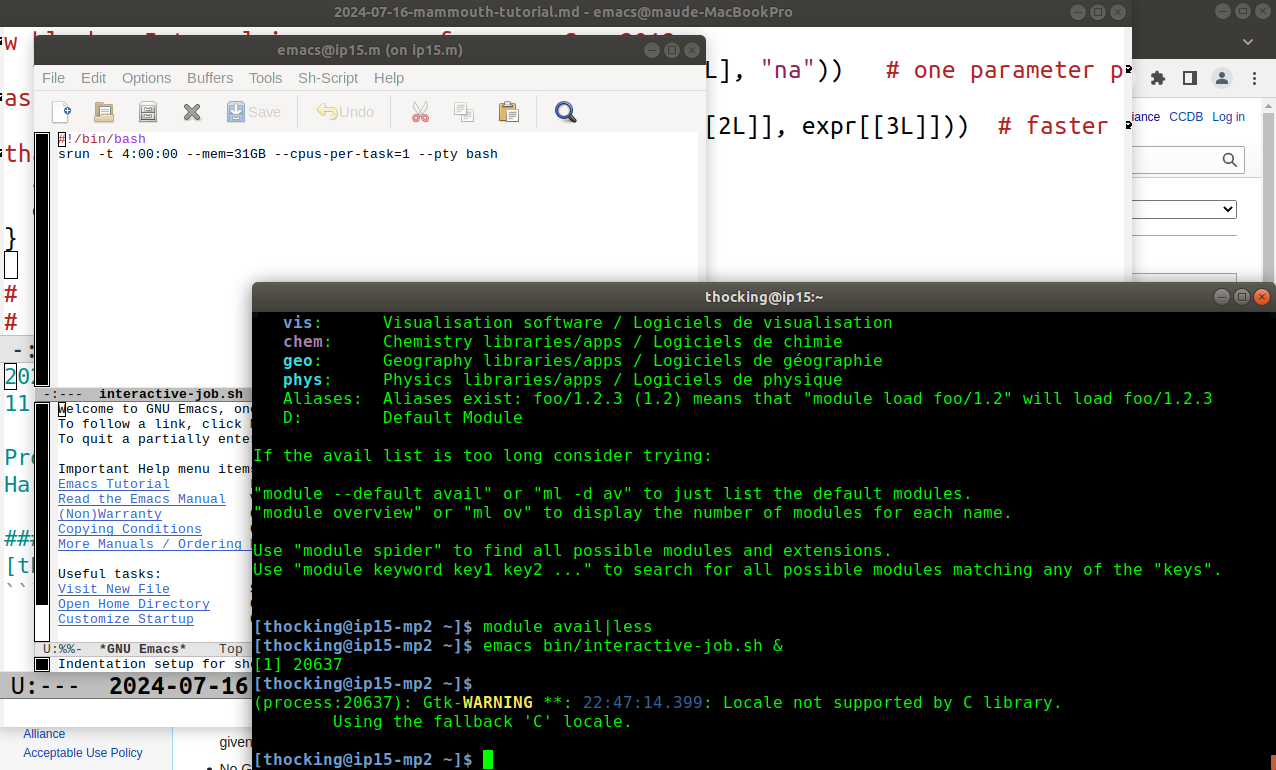 2024-07-16-mammouth-tutorial.md - emacs@maude-MacBookPro
L], "na"))   # one parameter p
as
[2L]], expr[[3L]]))  # faster
tha
}
#
#
emacs@ip15.m (on ip15.m)
File Edit Options Buffers Tools Sh-Script Help
Save Undo
#!/bin/bash
srun -t 4:00:00 --mem=31GB --cpus-per-task=1 --pty bash
-:---  interactive-job.sh
Welcome to GNU Emacs, one
To follow a link, click
To quit a partially ente
Important Help menu items
Emacs Tutorial
Read the Emacs Manual
(Non)Warranty
Copying Conditions
More Manuals / Ordering
Useful tasks:
Visit New File
Open Home Directory
Customize Startup
U:%%-  *GNU Emacs*    Top
Indentation setup for she
-:
202
11
Pro
Ha
###
[th
```
U:---  2024-07-16
CCDB Log in
thocking@ip15:~
vis:      Visualisation software / Logiciels de visualisation
chem:     Chemistry libraries/apps / Logiciels de chimie
geo:      Geography libraries/apps / Logiciels de géographie
phys:     Physics libraries/apps / Logiciels de physique
Aliases:  Aliases exist: foo/1.2.3 (1.2) means that "module load foo/1.2" will load foo/1.2.3
D:        Default Module
If the avail list is too long consider trying:
"module --default avail" or "ml -d av" to just list the default modules.
"module overview" or "ml ov" to display the number of modules for each name.
Use "module spider" to find all possible modules and extensions.
Use "module keyword key1 key2 ..." to search for all possible modules matching any of the "keys".
[thocking@ip15-mp2 ~]$ module avail|less
[thocking@ip15-mp2 ~]$ emacs bin/interactive-job.sh &
[1] 20637
[thocking@ip15-mp2 ~]$
(process:20637): Gtk-WARNING **: 22:47:14.399: Locale not supported by C library.
Using the fallback 'C' locale.
[thocking@ip15-mp2 ~]$
Alliance
Acceptable Use Policy
given
• No G